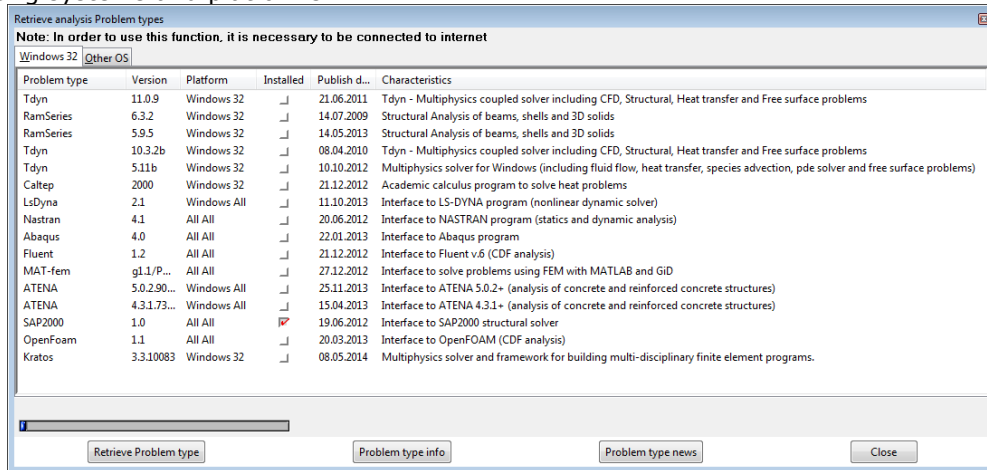 Retrieve analysis Problem types
Note: In order to use this function, it is necessary to be connected to internet
Windows 32 Other OS
Problem type Version Platform Installed Publish d... Characteristics
Tdyn 11.0.9 Windows 32 21.06.2011 Tdyn - Multiphysics coupled solver including CFD, Structural, Heat transfer and Free surface problems
RamSeries 6.3.2 Windows 32 14.07.2009 Structural Analysis of beams, shells and 3D solids
RamSeries 5.9.5 Windows 32 14.05.2013 Structural Analysis of beams, shells and 3D solids
Tdyn 10.3.2b Windows 32 08.04.2010 Tdyn - Multiphysics coupled solver including CFD, Structural, Heat transfer and Free surface problems
Tdyn 5.11b Windows 32 10.10.2012 Multiphysics solver for Windows (including fluid flow, heat transfer, species advection, pde solver and free surface problems)
Caltep 2000 Windows 32 21.12.2012 Academic calculus program to solve heat problems
LsDyna 2.1 Windows All 11.10.2013 Interface to LS-DYNA program (nonlinear dynamic solver)
Nastran 4.1 All All 20.06.2012 Interface to NASTRAN program (statics and dynamic analysis)
Abaqus 4.0 All All 22.01.2013 Interface to Abaqus program
Fluent 1.2 All All 21.12.2012 Interface to Fluent v.6 (CDF analysis)
MAT-fem g1.1/P... All All 27.12.2012 Interface to solve problems using FEM with MATLAB and GiD
ATENA 5.0.2.90... Windows All 25.11.2013 Interface to ATENA 5.0.2+ (analysis of concrete and reinforced concrete structures)
ATENA 4.3.1.73... Windows All 15.04.2013 Interface to ATENA 4.3.1+ (analysis of concrete and reinforced concrete structures)
SAP2000 1.0 All All 19.06.2012 Interface to SAP2000 structural solver
OpenFoam 1.1 All All 20.03.2013 Interface to OpenFOAM (CDF analysis)
Kratos 3.3.10083 Windows 32 08.05.2014 Multiphysics solver and framework for building multi-disciplinary finite element programs.
Retrieve Problem type Problem type info Problem type news Close